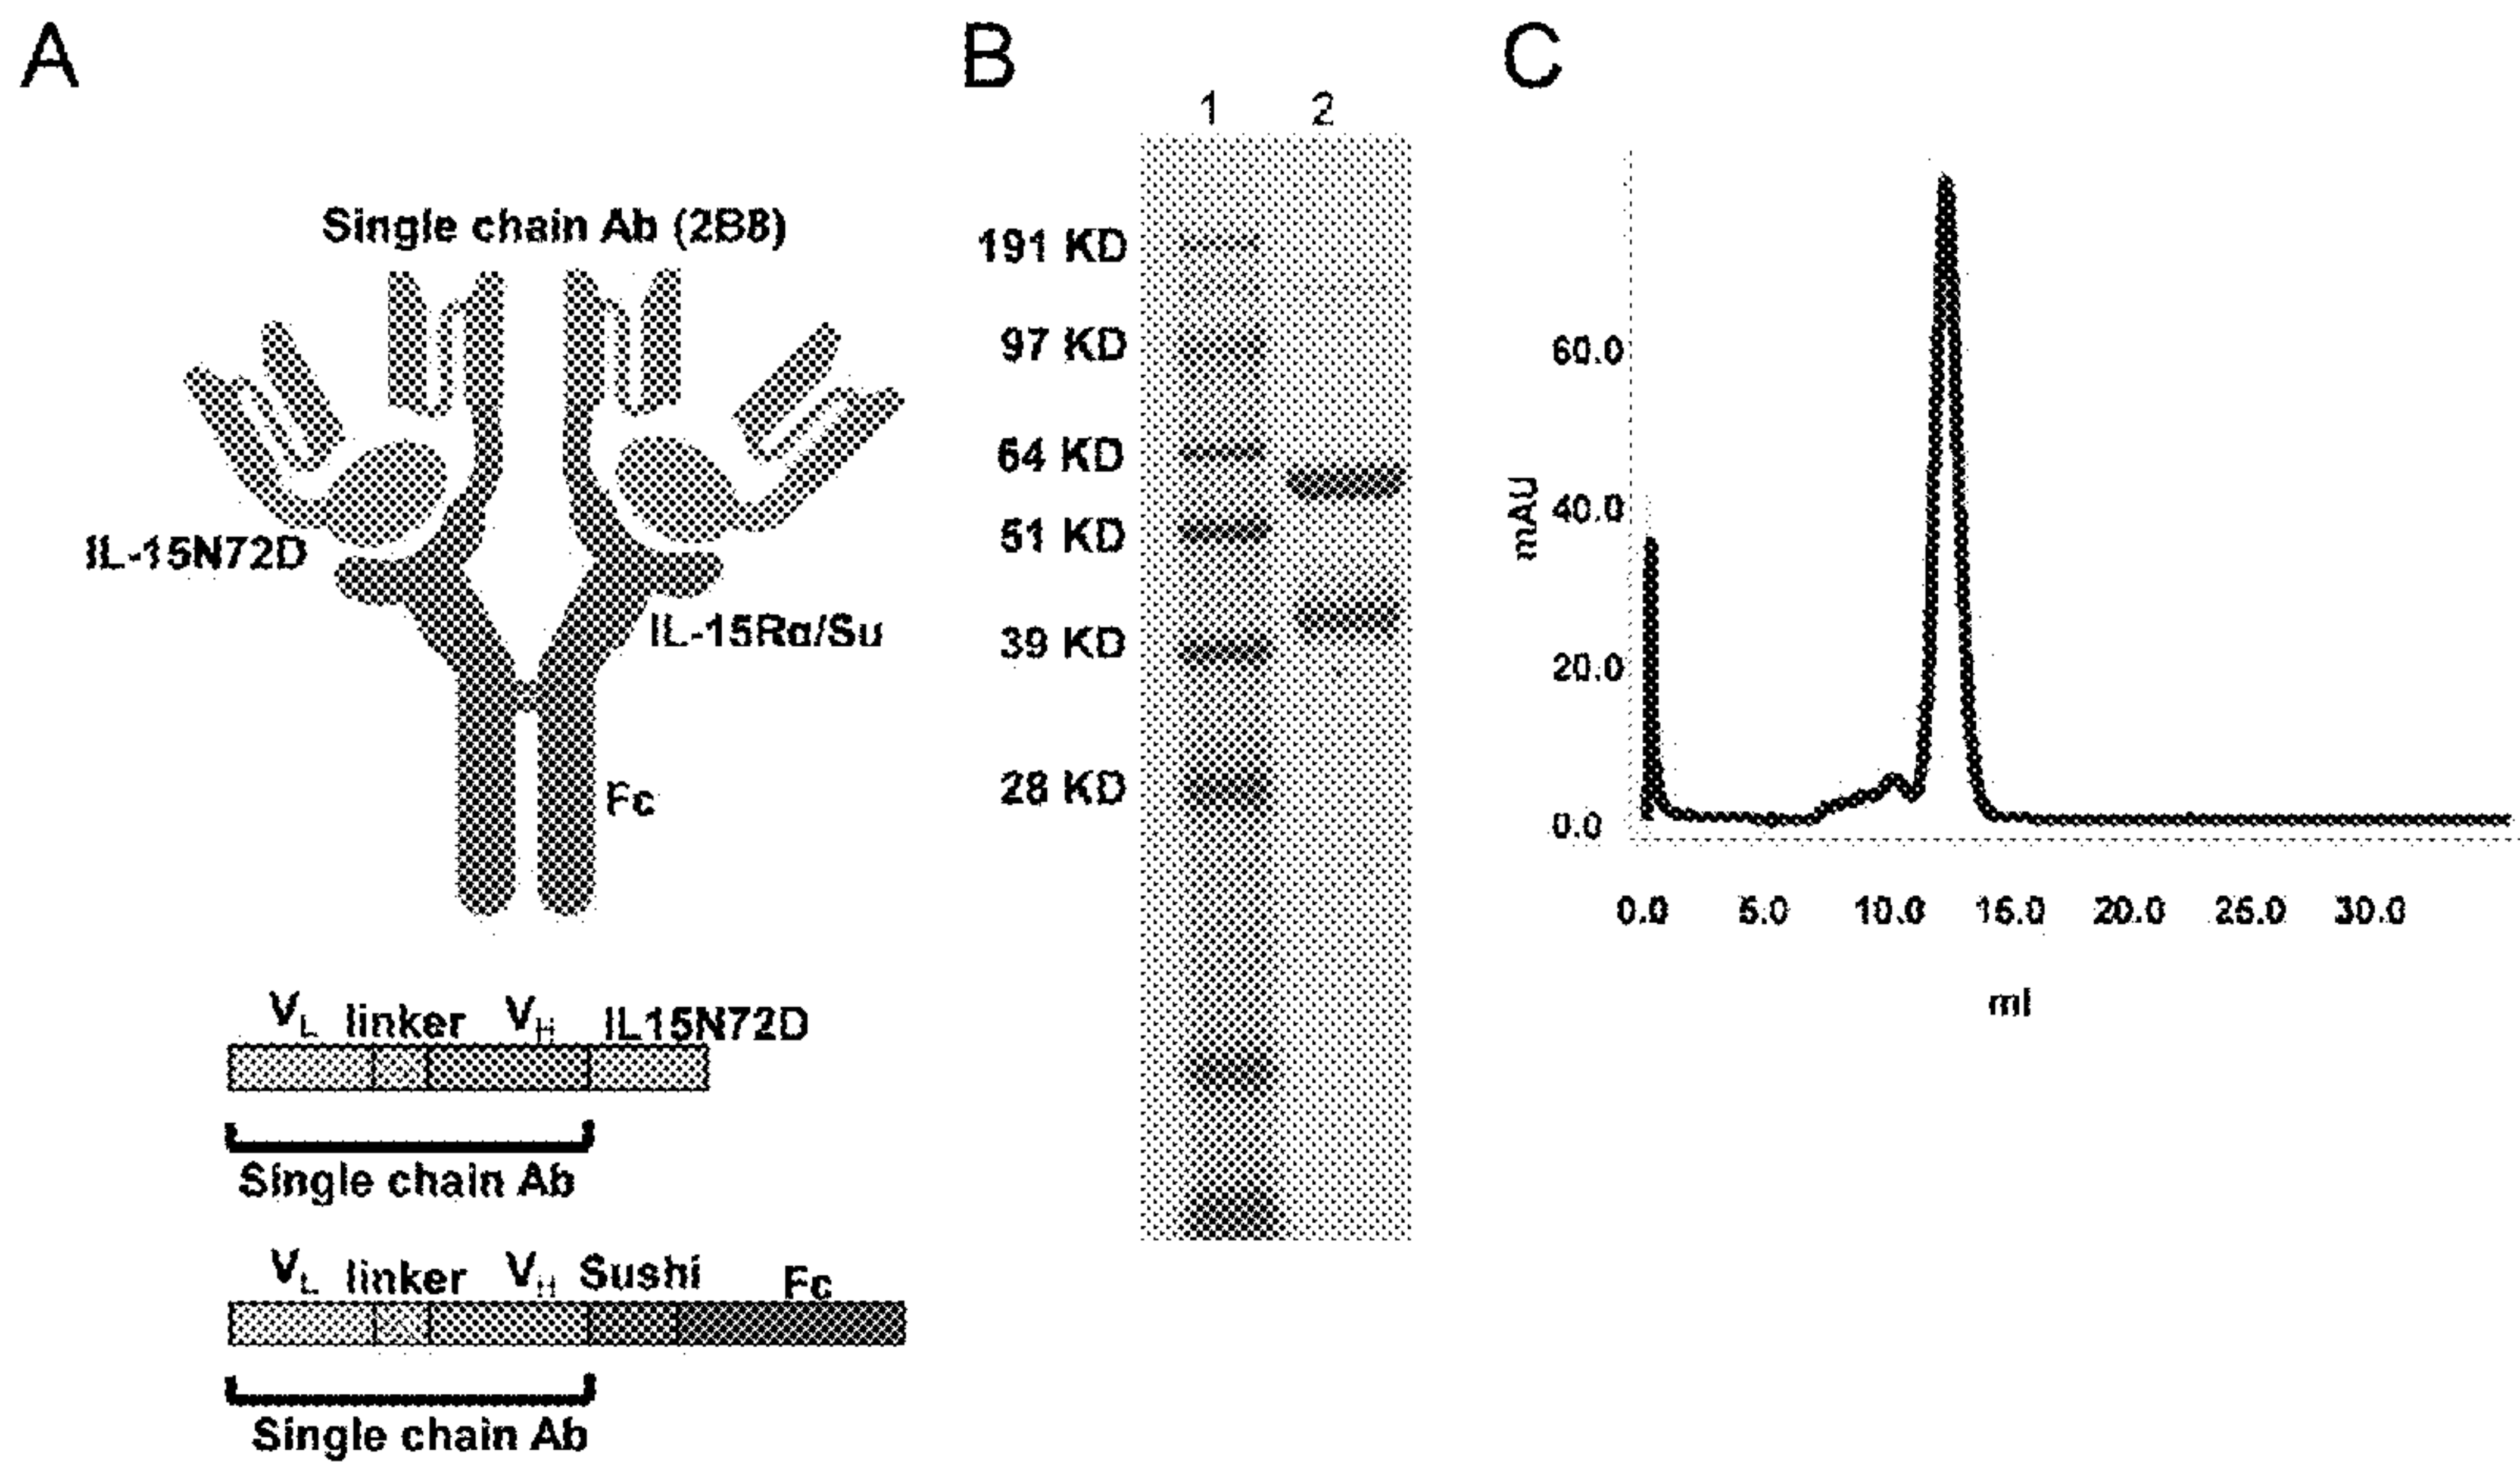 A
Single chain Ab (2B8)
IL-15N72D
IL-15Rα/Su
Fc
VL linker VH IL15N72D
Single chain Ab
VL linker VH Sushi Fc
Single chain Ab
B
1 2
191 KD
97 KD
64 KD
51 KD
39 KD
28 KD
C
mAU
60.0
40.0
20.0
0.0
0.0 5.0 10.0 15.0 20.0 25.0 30.0
ml